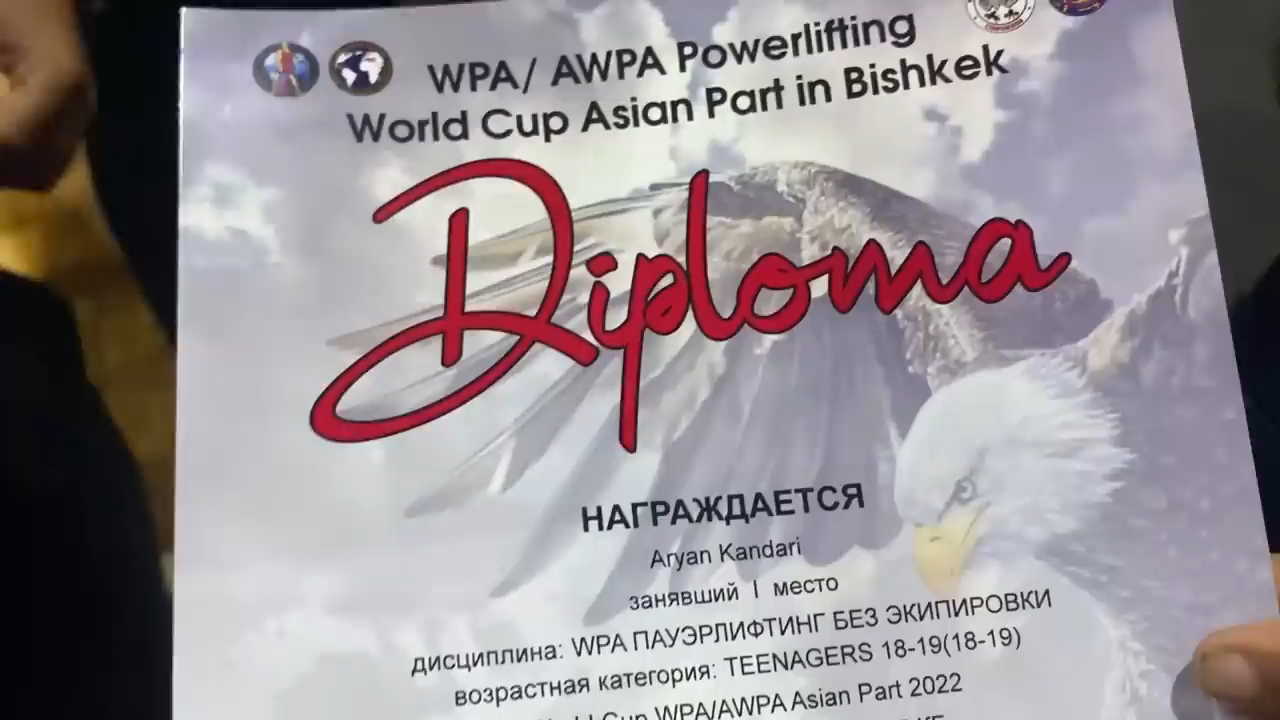 WPA/ AWPA Powerlifting
World Cup Asian Part in Bishkek
Diploma
НАГРАЖДАЕТСЯ
Aryan Kandari
занявший I место
дисциплина: WPA ПАУЭРЛИФТИНГ БЕЗ ЭКИПИРОВКИ
возрастная категория: TEENAGERS 18-19(18-19)
Cup WPA/AWPA Asian Part 2022